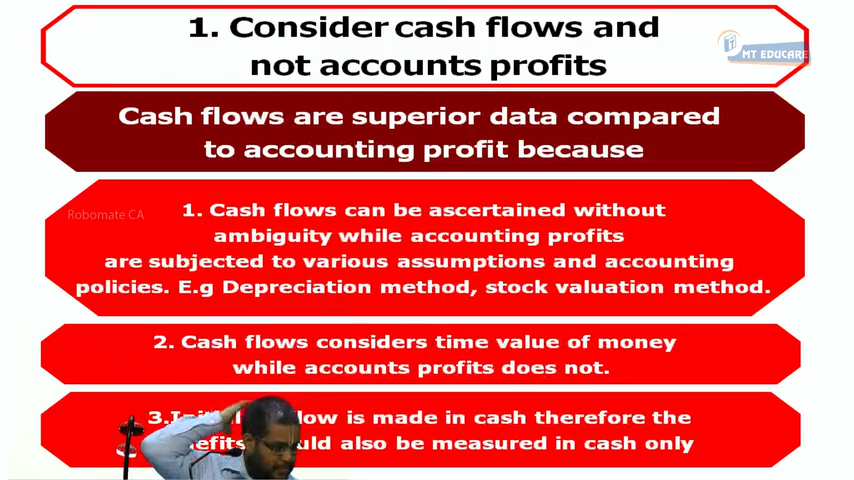 1. Consider cash flows and
not accounts profits
MT EDUCARE
Cash flows are superior data compared
to accounting profit because
Robomate CA
1. Cash flows can be ascertained without
ambiguity while accounting profits
are subjected to various assumptions and accounting
policies. E.g Depreciation method, stock valuation method.
2. Cash flows considers time value of money
while accounts profits does not.
3. is made in cash therefore the
also be measured in cash only